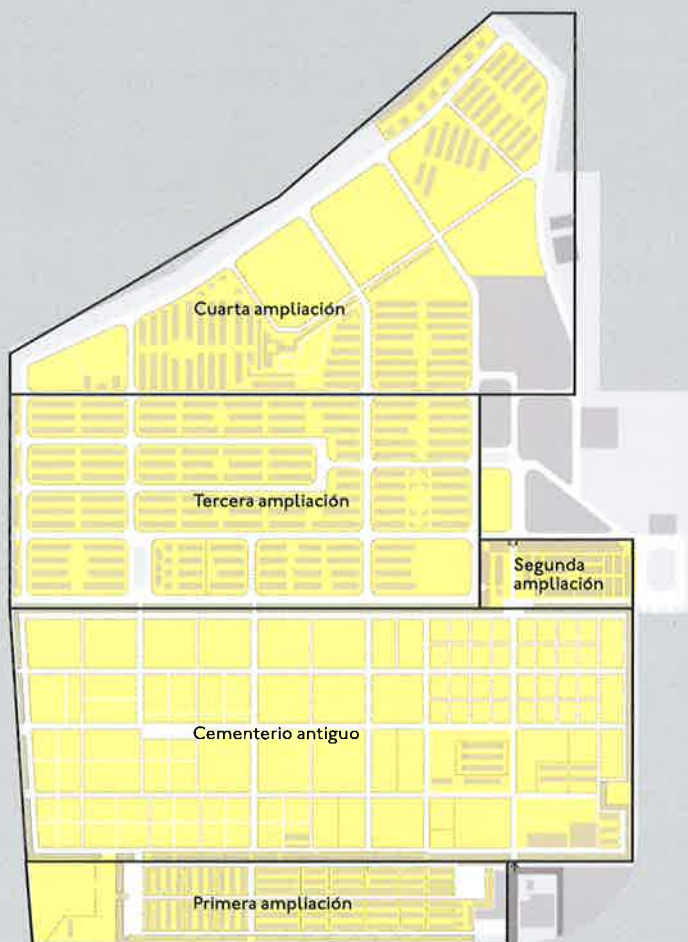 Cuarta ampliación
Tercera ampliación
Segunda
ampliación
Cementerio antiguo
Primera ampliación